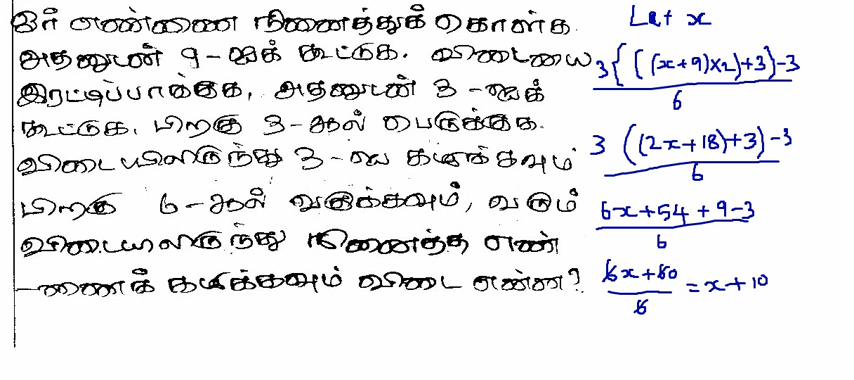 ஓர் எண்ணை நினைத்துக் கொள்க.
அதனுடன் 9-ஐக் கூட்டுக. விடையை
இரட்டிப்பாக்குக, அதனுடன் 3-ஐக்
கூட்டுக. பிறகு 3-ஆல் பெருக்குக.
விடையிலிருந்து 3-ஐ கழிக்கவும்
பிறகு 6-ஆல் வகுக்கவும், வரும்
விடையிலிருந்து நினைத்த எண்
-ணைக் கழிக்கவும் விடை என்ன?
Let x
3{((x+9)×2)+3}-3
6
3((2x+18)+3)-3
6
6x+54+9-3
6
6x+60
6
=x+10